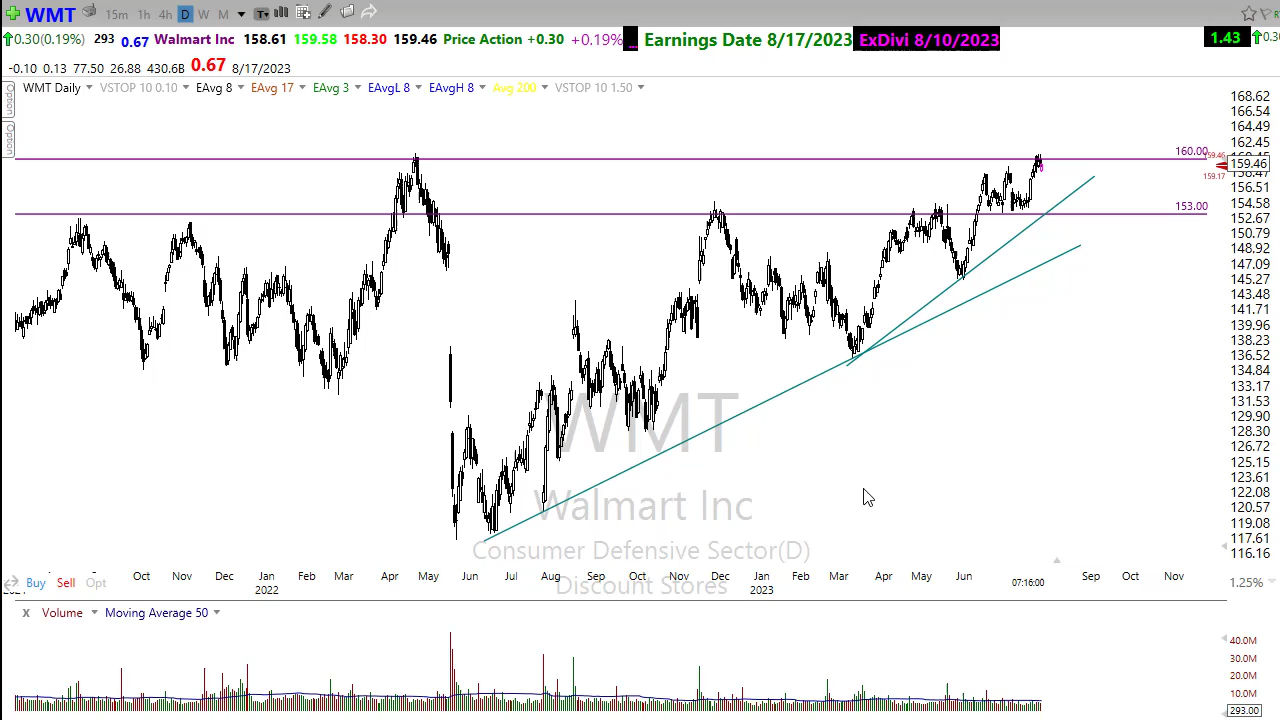 WMT 15m 1h 4h D W M
0.30(0.19%) 293 0.67 Walmart Inc 158.61 159.58 158.30 159.46 Price Action +0.30 +0.19% ... Earnings Date 8/17/2023 ExDivi 8/10/2023 1.43
-0.10 0.13 77.50 26.88 430.6B 0.67 8/17/2023
Option
Option
WMT Daily VSTOP 10 0.10 EAvg 8 EAvg 17 EAvg 3 EAvgL 8 EAvgH 8 Avg 200 VSTOP 10 1.50
168.62
166.54
164.49
162.45
160.00
159.46
159.46
159.17
156.51
154.58
153.00
152.67
150.79
148.92
147.09
145.27
143.48
141.71
139.96
138.23
136.52
134.84
133.17
131.53
129.90
128.30
126.72
125.15
123.61
122.08
120.57
119.08
117.61
116.16
WMT
Walmart Inc
Consumer Defensive Sector(D)
Discount Stores
Buy Sell Opt
Oct Nov Dec Jan Feb Mar Apr May Jun Jul Aug Sep Oct Nov Dec Jan Feb Mar Apr May Jun 07:16:00 Sep Oct Nov 1.25%
2022 2023
X Volume Moving Average 50
40.0M
30.0M
20.0M
10.0M
293.00